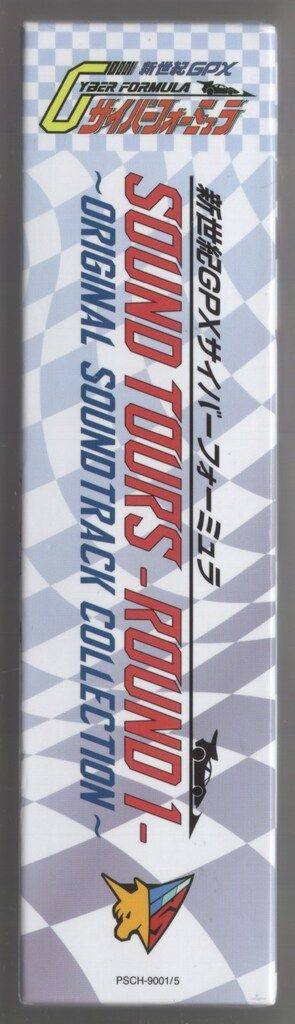 新世紀GPX
CYBER FORMULA
サイバーフォーミュラ
新世紀GPXサイバーフォーミュラ
SOUND TOURS - ROUND 1 -
~ ORIGINAL SOUNDTRACK COLLECTION ~
PSCH-9001/5